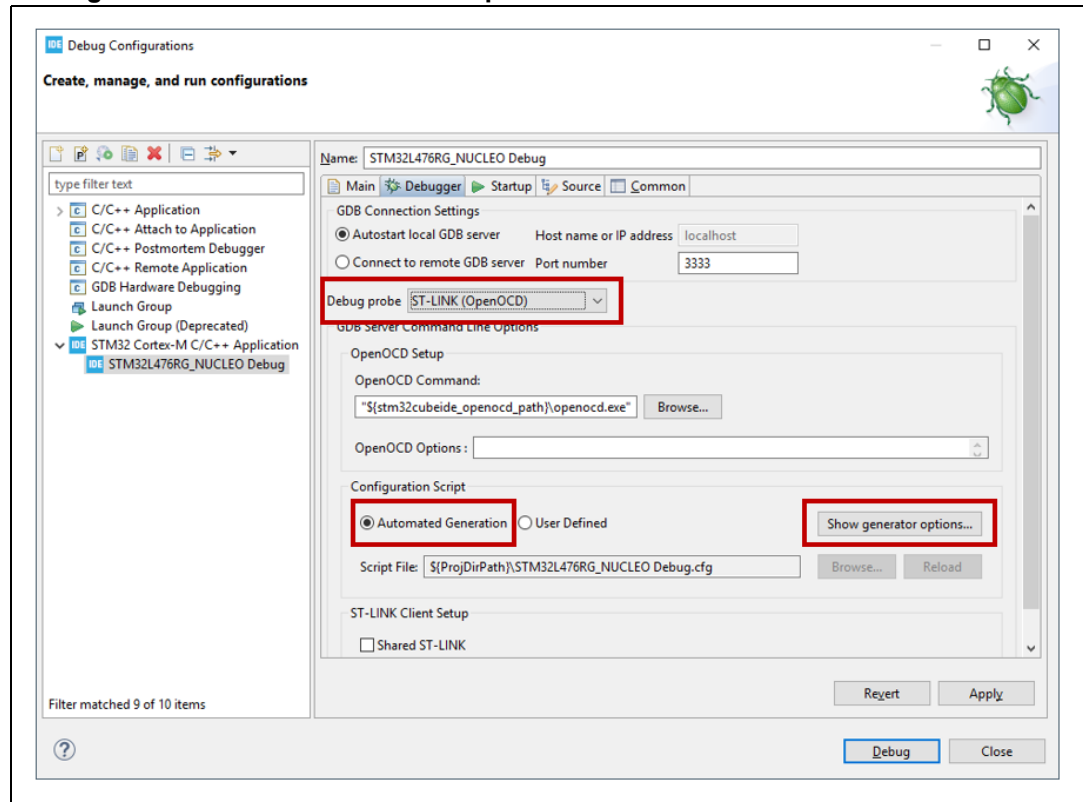 IDE Debug Configurations
Create, manage, and run configurations
Name: STM32L476RG_NUCLEO Debug
type filter text
Main Debugger Startup Source Common
C/C++ Application
C/C++ Attach to Application
C/C++ Postmortem Debugger
C/C++ Remote Application
GDB Hardware Debugging
Launch Group
Launch Group (Deprecated)
IDE STM32 Cortex-M C/C++ Application
IDE STM32L476RG_NUCLEO Debug
GDB Connection Settings
Autostart local GDB server Host name or IP address localhost
Connect to remote GDB server Port number 3333
Debug probe ST-LINK (OpenOCD)
GDB Server Command Line Options
OpenOCD Setup
OpenOCD Command:
"${stm32cubeide_openocd_path}\openocd.exe" Browse...
OpenOCD Options :
Configuration Script
Automated Generation User Defined Show generator options...
Script File: ${ProjDirPath}\STM32L476RG_NUCLEO Debug.cfg Browse... Reload
ST-LINK Client Setup
Shared ST-LINK
Filter matched 9 of 10 items
Revert Apply
? Debug Close